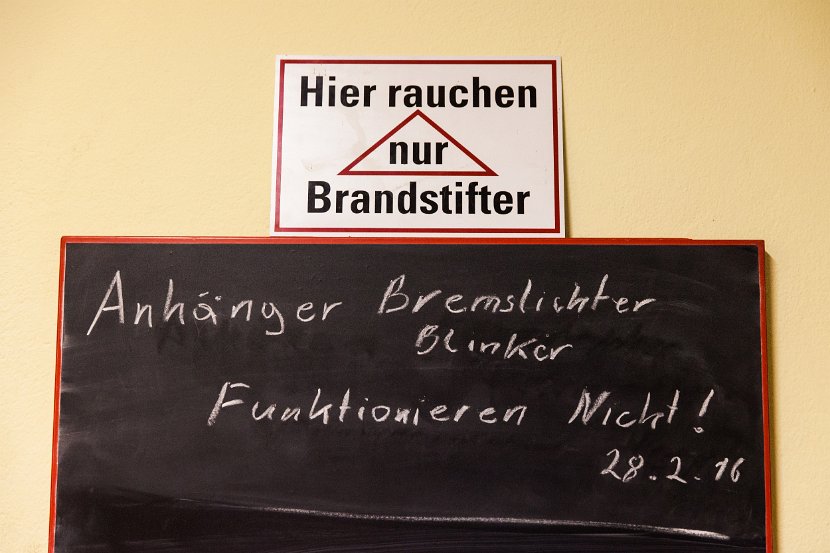 Hier rauchen
nur
Brandstifter
Anhänger Bremslichter
Blinker
Funktionieren Nicht!
28.2.16